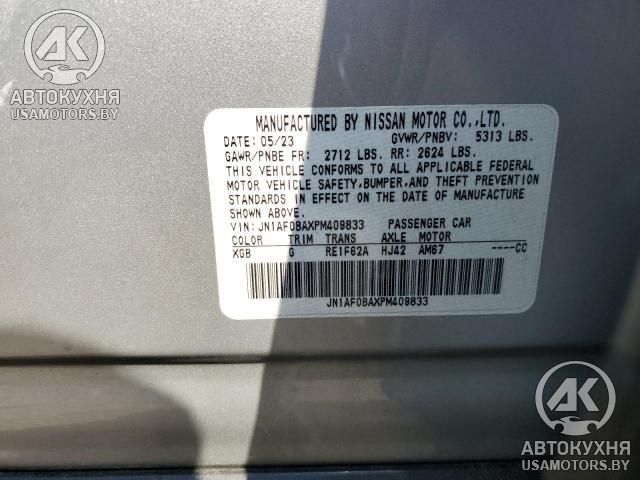 AK
АВТОКУХНЯ
USAMOTORS.BY
MANUFACTURED BY NISSAN MOTOR CO.,LTD.
DATE: 05/23 GVWR/PNBV: 5313 LBS.
GAWR/PNBE FR: 2712 LBS. RR: 2624 LBS.
THIS VEHICLE CONFORMS TO ALL APPLICABLE FEDERAL
MOTOR VEHICLE SAFETY,BUMPER,AND THEFT PREVENTION
STANDARDS IN EFFECT ON THE DATE OF MANUFACTURE
SHOWN ABOVE.
VIN: JN1AF0BAXPM409833 PASSENGER CAR
COLOR TRIM TRANS AXLE MOTOR
XGB G RE1F62A HJ42 AM67 ----CC
JN1AF0BAXPM409833
AK
АВТОКУХНЯ
USAMOTORS.BY